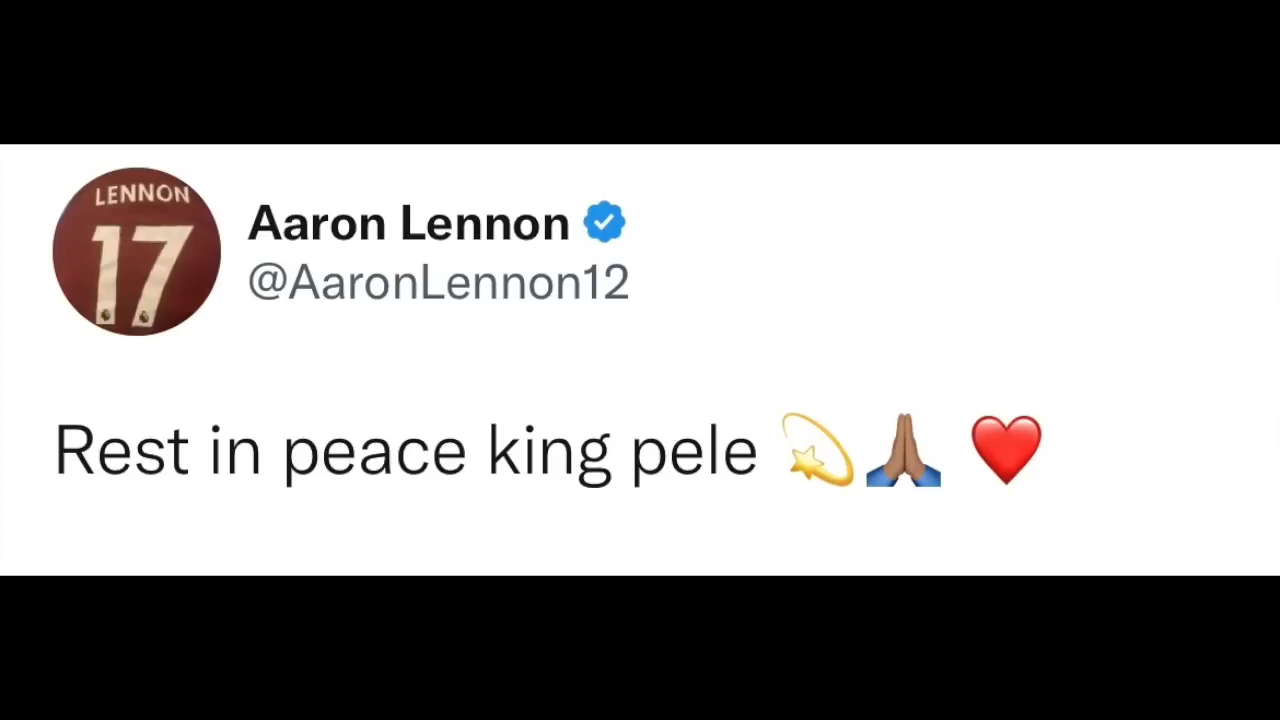 LENNON
17
Aaron Lennon
@AaronLennon12
Rest in peace king pele 💫🙏🏽 ❤️